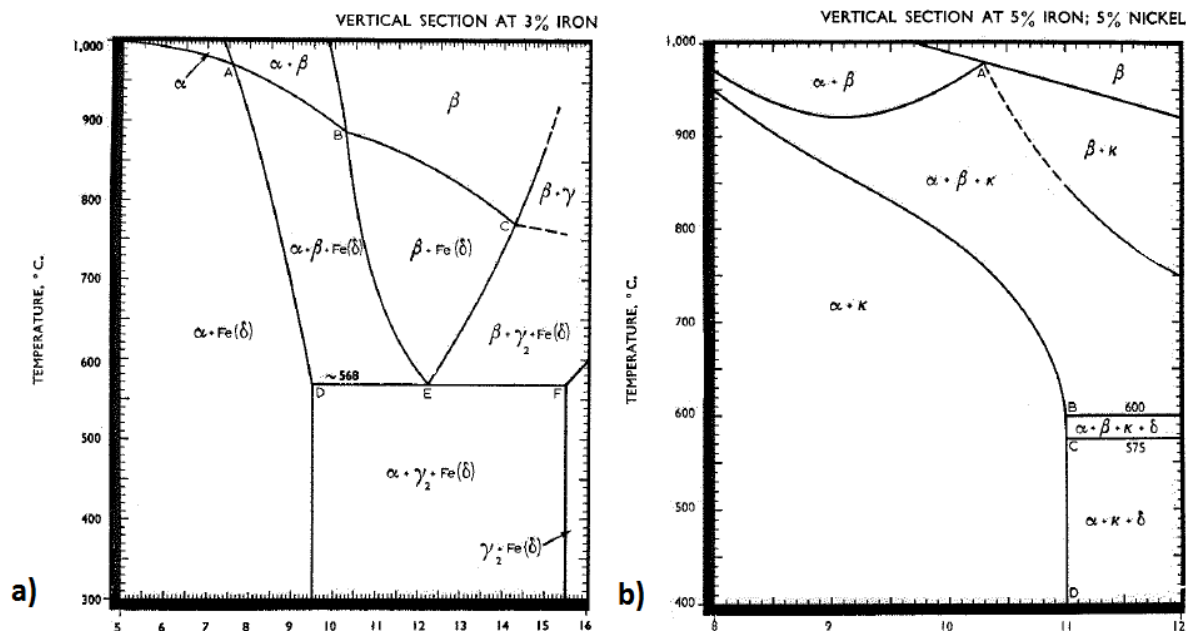 VERTICAL SECTION AT 3% IRON
1,000
900
800
700
600
500
400
300
TEMPERATURE, °C.
α
A
α+β
β
B
β+γ
C
α+β+Fe(δ)
β+Fe(δ)
α+Fe(δ)
β+γ₂+Fe(δ)
~568
D
E
F
α+γ₂+Fe(δ)
γ₂+Fe(δ)
a)
5 6 7 8 9 10 11 12 13 14 15 16
VERTICAL SECTION AT 5% IRON; 5% NICKEL
1,000
900
800
700
600
500
400
TEMPERATURE, °C.
α+β
A
β
β+κ
α+β+κ
α+κ
B
600
α+β+κ+δ
C
575
α+κ+δ
D
b)
8 9 10 11 12